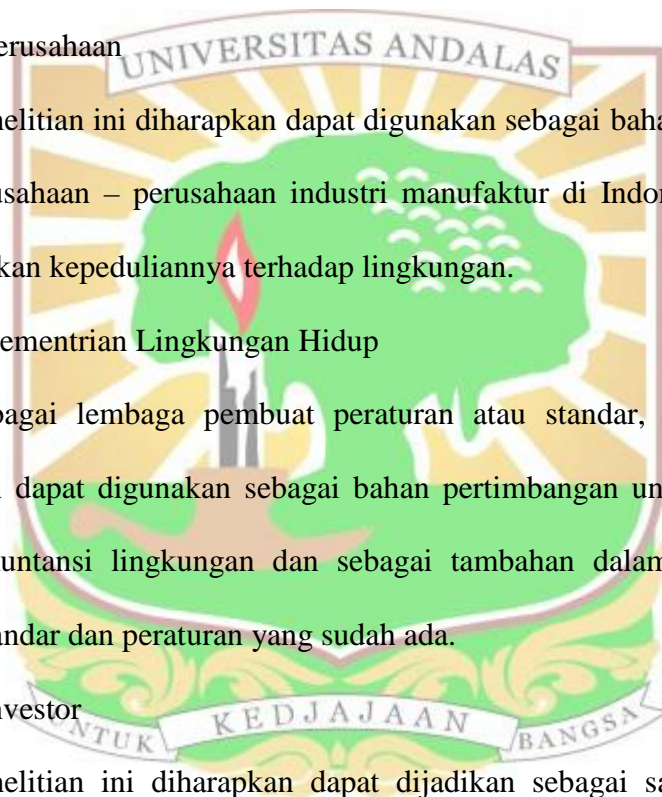 erusahaan
UNIVERSITAS ANDALAS
nelitian ini diharapkan dapat digunakan sebagai baha
usahaan – perusahaan industri manufaktur di Indor
kan kepeduliannya terhadap lingkungan.
ementrian Lingkungan Hidup
bagai lembaga pembuat peraturan atau standar,
dapat digunakan sebagai bahan pertimbangan un
untansi lingkungan dan sebagai tambahan dalam
andar dan peraturan yang sudah ada.
nvestor
UNTUK KEDJAJAAN BANGSA
nelitian ini diharapkan dapat dijadikan sebagai sa